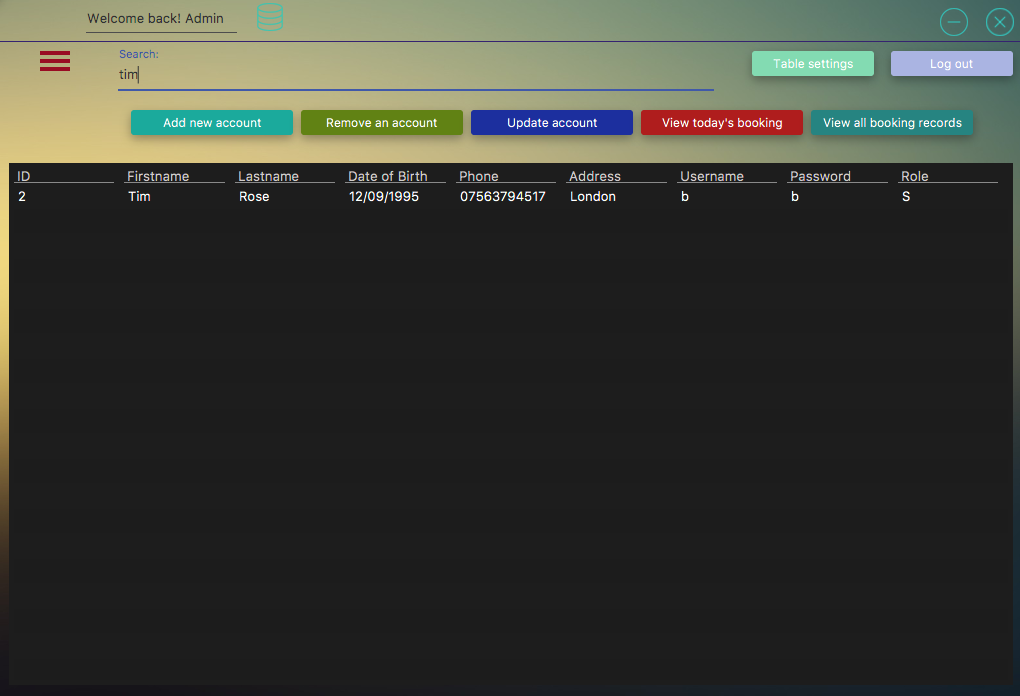 Welcome back! Admin
Search:
tim
Table settings
Log out
Add new account
Remove an account
Update account
View today's booking
View all booking records
ID Firstname Lastname Date of Birth Phone Address Username Password Role
2 Tim Rose 12/09/1995 07563794517 London b b S